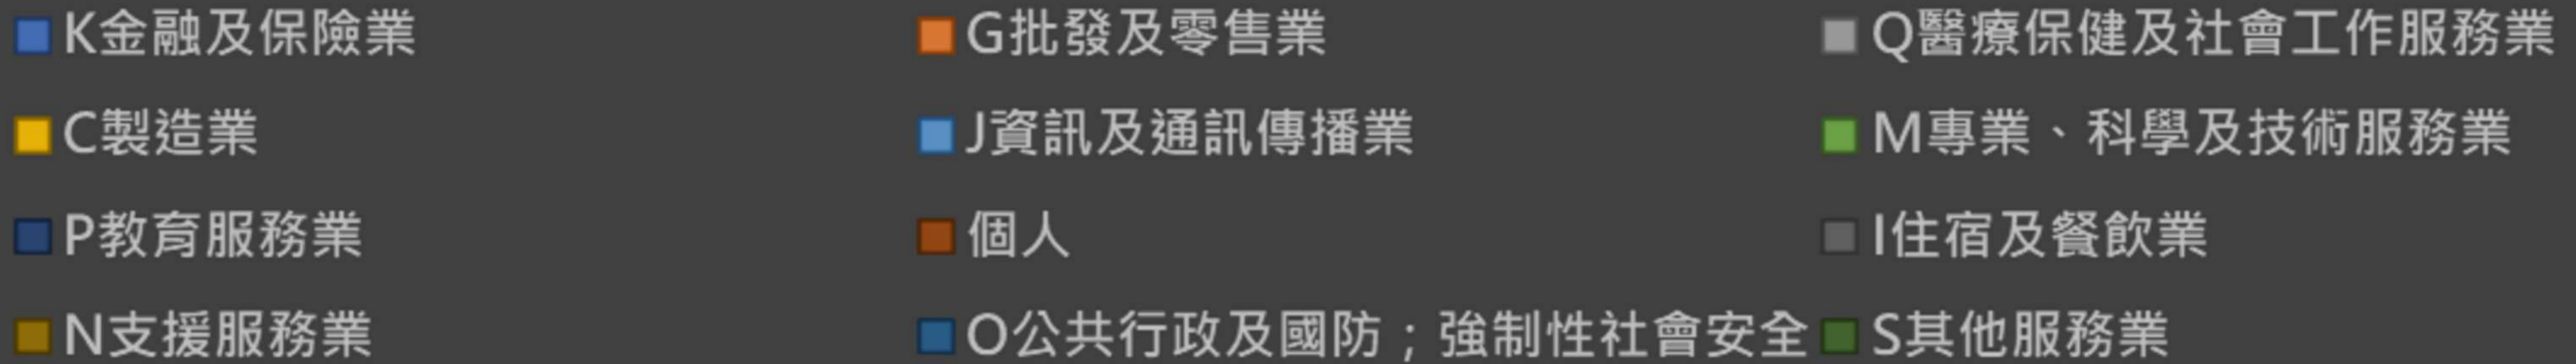 K金融及保險業 G批發及零售業 Q醫療保健及社會工作服務業
C製造業 J資訊及通訊傳播業 M專業、科學及技術服務業
P教育服務業 個人 I住宿及餐飲業
N支援服務業 O公共行政及國防；強制性社會安全 S其他服務業